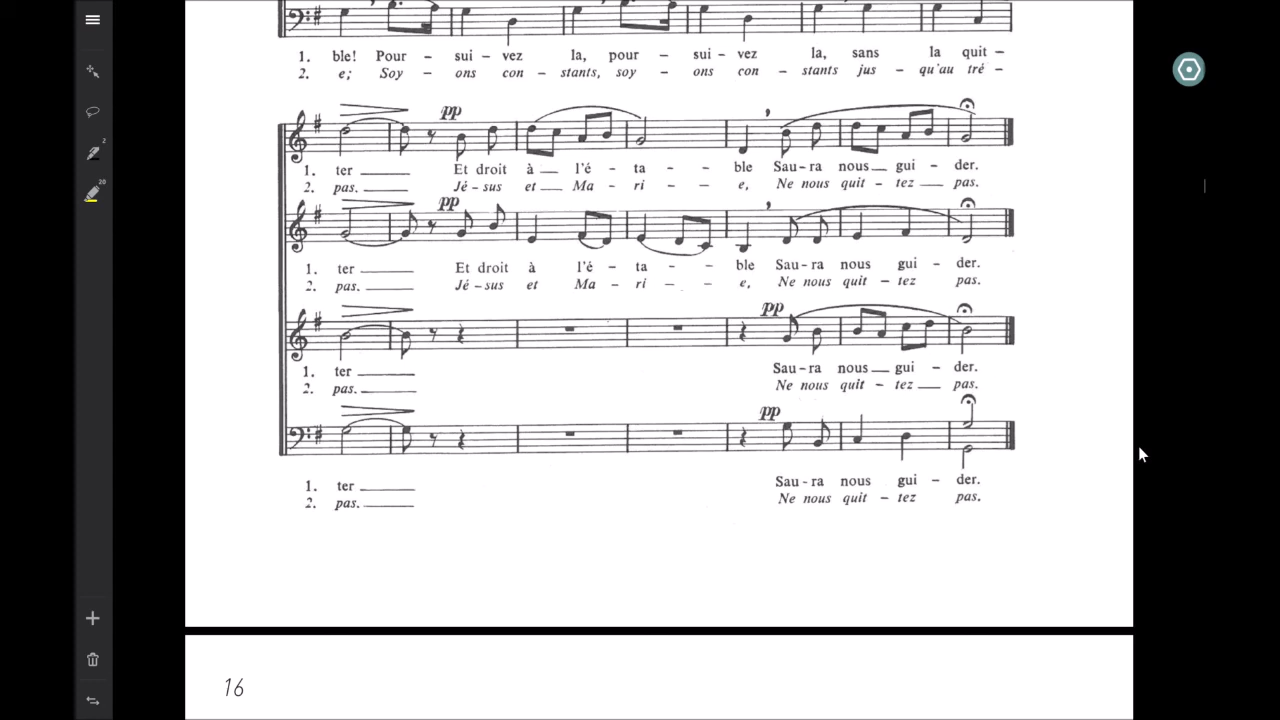 1. ble! Pour – sui – vez la, pour – sui – vez la, sans la quit –
2. e; Soy – ons con – stants, soy – ons con – stants jus – qu'au tré –
pp
1. ter Et droit à l'é – ta – – ble Sau – ra nous gui – der.
2. pas. Jé – sus et Ma – ri – – e, Ne nous quit – tez pas.
pp
1. ter Et droit à l'é – ta – – ble Sau – ra nous gui – der.
2. pas. Jé – sus et Ma – ri – – e, Ne nous quit – tez pas.
pp
1. ter Sau – ra nous gui – der.
2. pas. Ne nous quit – tez pas.
pp
1. ter Sau – ra nous gui – der.
2. pas. Ne nous quit – tez pas.
16
2
20